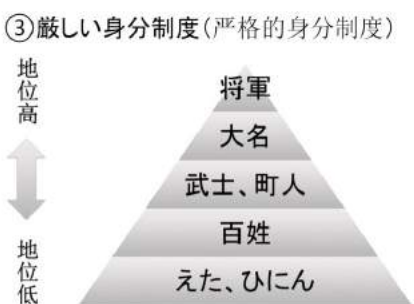 ③厳しい身分制度(严格的身分制度)
地位高
将軍
大名
武士、町人
百姓
地位低
えた、ひにん